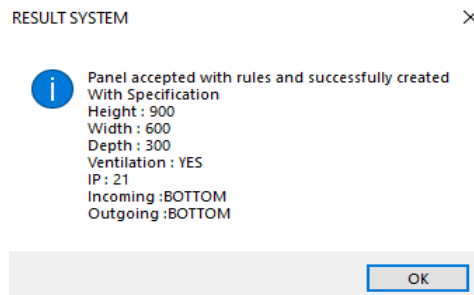 RESULT SYSTEM
Panel accepted with rules and successfully created
With Specification
Height : 900
Width : 600
Depth : 300
Ventilation : YES
IP : 21
Incoming :BOTTOM
Outgoing :BOTTOM
OK